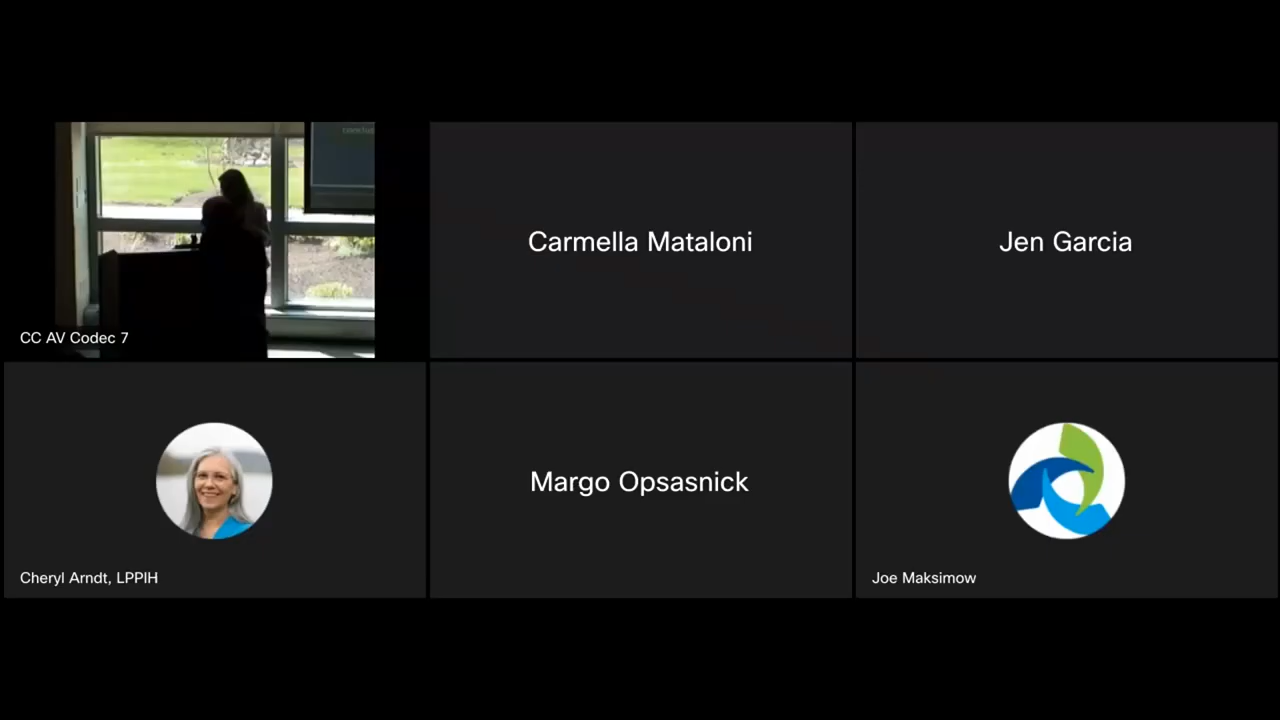 CC AV Codec 7
Carmella Mataloni
Jen Garcia
Cheryl Arndt, LPPIH
Margo Opsasnick
Joe Maksimow